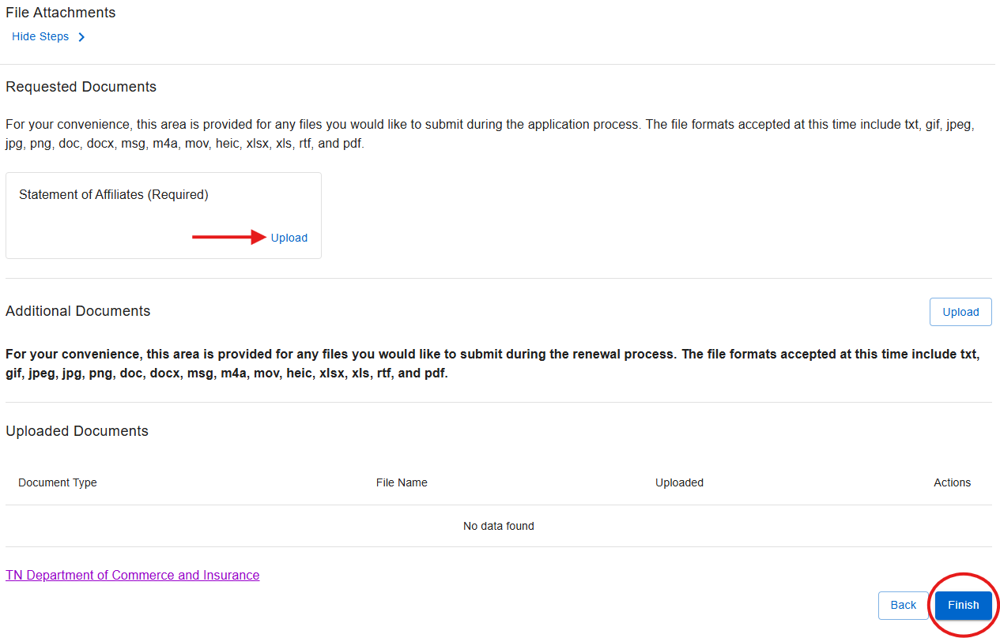 File Attachments
Hide Steps
Requested Documents
For your convenience, this area is provided for any files you would like to submit during the application process. The file formats accepted at this time include txt, gif, jpeg,
jpg, png, doc, docx, msg, m4a, mov, heic, xlsx, xls, rtf, and pdf.
Statement of Affiliates (Required)
Upload
Additional Documents
Upload
For your convenience, this area is provided for any files you would like to submit during the renewal process. The file formats accepted at this time include txt,
gif, jpeg, jpg, png, doc, docx, msg, m4a, mov, heic, xlsx, xls, rtf, and pdf.
Uploaded Documents
Document Type File Name Uploaded Actions
No data found
TN Department of Commerce and Insurance
Back Finish